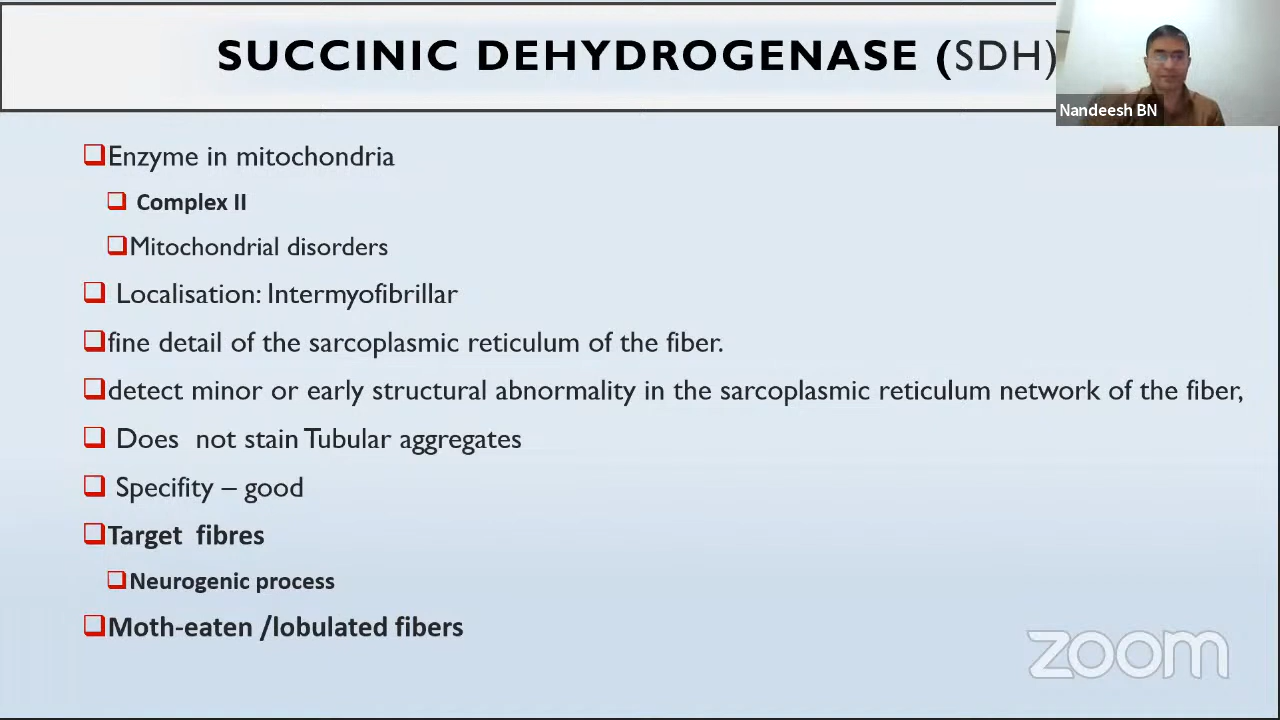 SUCCINIC DEHYDROGENASE (SDH)
Nandeesh BN
Enzyme in mitochondria
Complex II
Mitochondrial disorders
Localisation: Intermyofibrillar
fine detail of the sarcoplasmic reticulum of the fiber.
detect minor or early structural abnormality in the sarcoplasmic reticulum network of the fiber,
Does not stain Tubular aggregates
Specifity – good
Target fibres
Neurogenic process
Moth-eaten /lobulated fibers
zoom